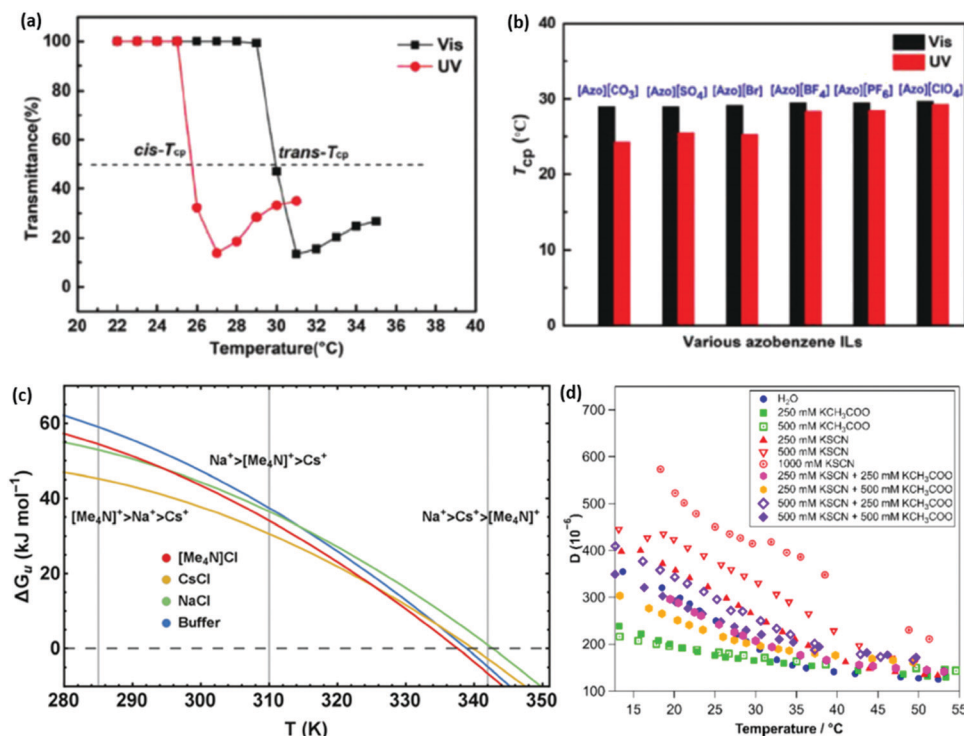 (a)
Transmittance(%)
100
80
60
40
20
0
Vis
UV
cis-Tcp
trans-Tcp
20 22 24 26 28 30 32 34 36 38 40
Temperature(°C)
(b)
Tcp (°C)
40
30
20
10
0
Vis
UV
[Azo][CO3] [Azo][SO4] [Azo][Br] [Azo][BF4] [Azo][PF6] [Azo][ClO4]
Various azobenzene ILs
(c)
ΔGu (kJ mol⁻¹)
60
40
20
0
Na⁺>[Me4N]⁺>Cs⁺
[Me4N]⁺>Na⁺>Cs⁺
Na⁺>Cs⁺>[Me4N]⁺
[Me4N]Cl
CsCl
NaCl
Buffer
280 290 300 310 320 330 340 350
T (K)
(d)
D (10⁻⁶)
700
600
500
400
300
200
100
H2O
250 mM KCH3COO
500 mM KCH3COO
250 mM KSCN
500 mM KSCN
1000 mM KSCN
250 mM KSCN + 250 mM KCH3COO
250 mM KSCN + 500 mM KCH3COO
500 mM KSCN + 250 mM KCH3COO
500 mM KSCN + 500 mM KCH3COO
15 20 25 30 35 40 45 50 55
Temperature / °C